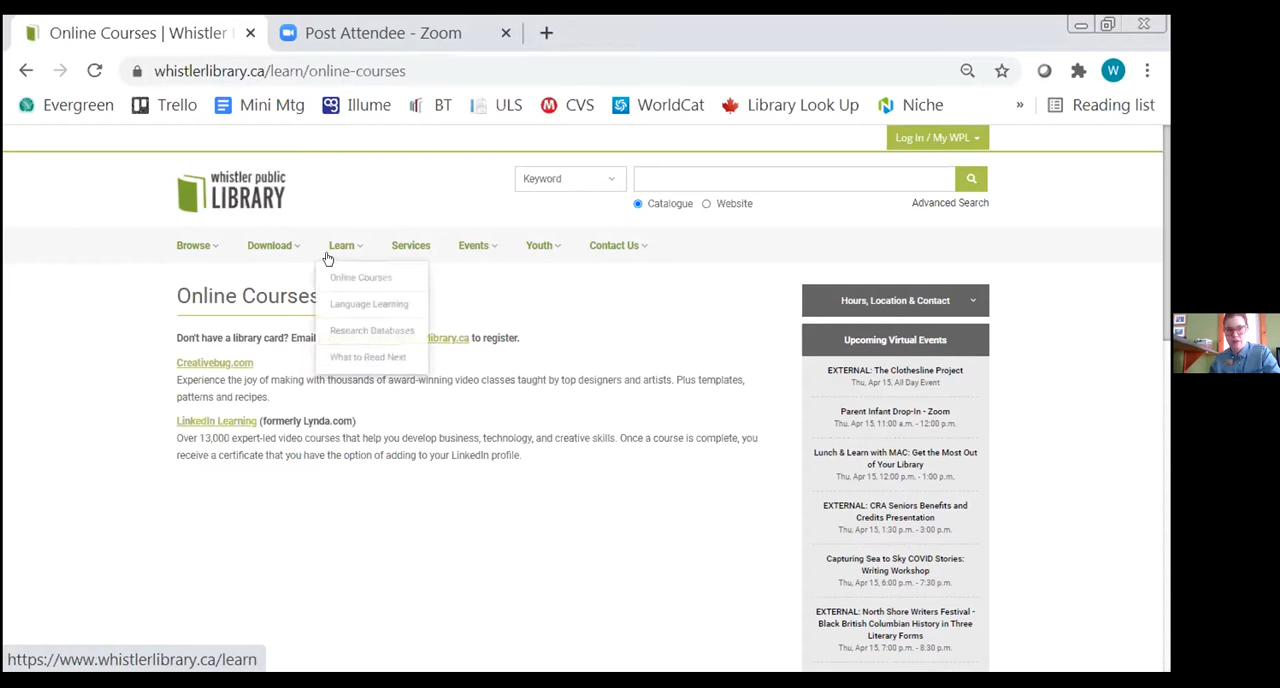 Online Courses | Whistler
Post Attendee - Zoom
whistlerlibrary.ca/learn/online-courses
W
Evergreen
Trello
Mini Mtg
Illume
BT
ULS
CVS
WorldCat
Library Look Up
Niche
»
Reading list
Log In / My WPL
whistler public
LIBRARY
Keyword
Catalogue
Website
Advanced Search
Browse
Download
Learn
Services
Events
Youth
Contact Us
Online Courses
Language Learning
Research Databases
What to Read Next
Online Courses
Don't have a library card? Email library.ca to register.
Creativebug.com
Experience the joy of making with thousands of award-winning video classes taught by top designers and artists. Plus templates,
patterns and recipes.
LinkedIn Learning (formerly Lynda.com)
Over 13,000 expert-led video courses that help you develop business, technology, and creative skills. Once a course is complete, you
receive a certificate that you have the option of adding to your LinkedIn profile.
Hours, Location & Contact
Upcoming Virtual Events
EXTERNAL: The Clothesline Project
Thu, Apr 15, All Day Event
Parent Infant Drop-In - Zoom
Thu, Apr 15, 11:00 a.m. - 12:00 p.m.
Lunch & Learn with MAC: Get the Most Out
of Your Library
Thu, Apr 15, 12:00 p.m. - 1:00 p.m.
EXTERNAL: CRA Seniors Benefits and
Credits Presentation
Thu, Apr 15, 1:30 p.m. - 3:00 p.m.
Capturing Sea to Sky COVID Stories:
Writing Workshop
Thu, Apr 15, 6:00 p.m. - 7:30 p.m.
EXTERNAL: North Shore Writers Festival -
Black British Columbian History in Three
Literary Forms
Thu, Apr 15, 7:00 p.m. - 8:30 p.m.
https://www.whistlerlibrary.ca/learn